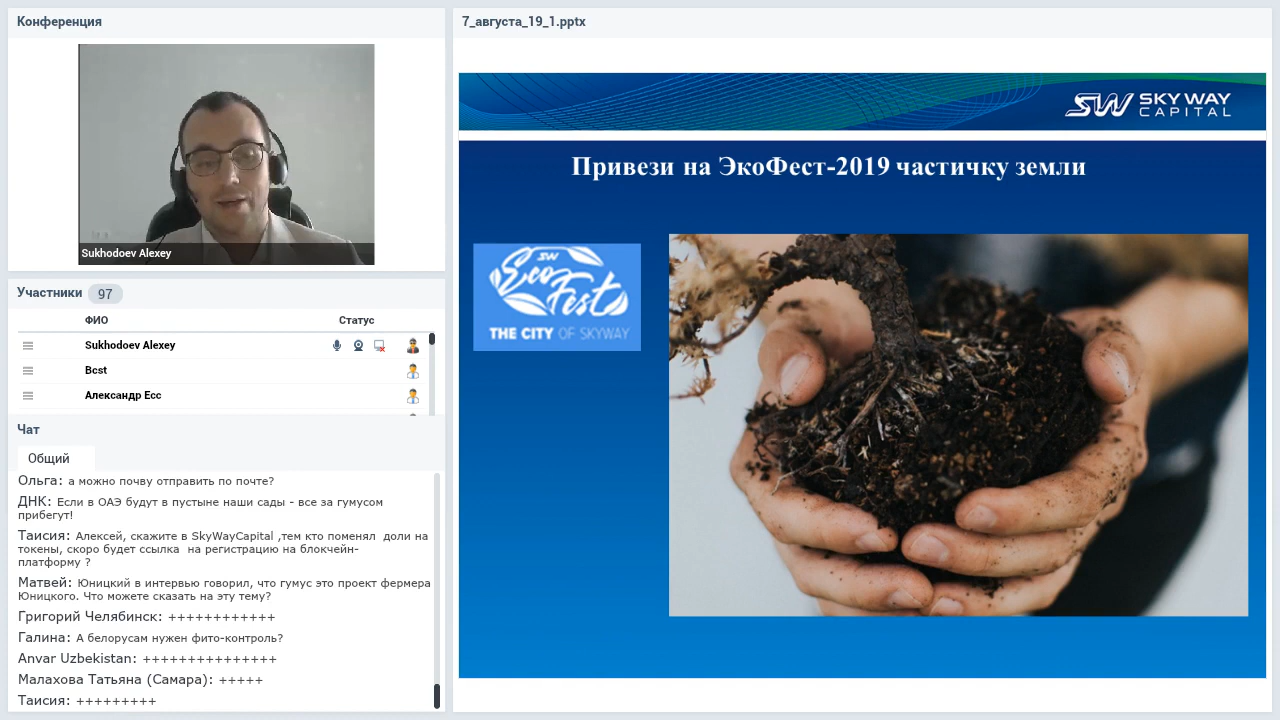 Конференция
Sukhodoev Alexey
Участники 97
ФИО Статус
Sukhodoev Alexey
Bcst
Александр Есс
Чат
Общий
Ольга: а можно почву отправить по почте?
ДНК: Если в ОАЭ будут в пустыне наши сады - все за гумусом
прибегут!
Таисия: Алексей, скажите в SkyWayCapital ,тем кто поменял доли на
токены, скоро будет ссылка на регистрацию на блокчейн-
платформу ?
Матвей: Юницкий в интервью говорил, что гумус это проект фермера
Юницкого. Что можете сказать на эту тему?
Григорий Челябинск: ++++++++++++
Галина: А белорусам нужен фито-контроль?
Anvar Uzbekistan: +++++++++++++++
Малахова Татьяна (Самара): +++++
Таисия: +++++++++
7_августа_19_1.pptx
SW SKY WAY
CAPITAL
Привези на ЭкоФест-2019 частичку земли
SW
Eco
Fest
THE CITY OF SKYWAY